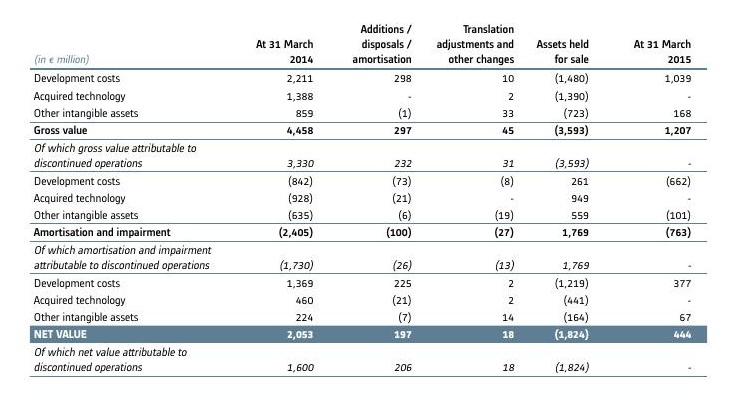 Additions / Translation
At 31 March disposals / adjustments and Assets held At 31 March
(in € million) 2014 amortisation other changes for sale 2015
Development costs 2,211 298 10 (1,480) 1,039
Acquired technology 1,388 - 2 (1,390) -
Other intangible assets 859 (1) 33 (723) 168
Gross value 4,458 297 45 (3,593) 1,207
Of which gross value attributable to
discontinued operations 3,330 232 31 (3,593) -
Development costs (842) (73) (8) 261 (662)
Acquired technology (928) (21) - 949 -
Other intangible assets (635) (6) (19) 559 (101)
Amortisation and impairment (2,405) (100) (27) 1,769 (763)
Of which amortisation and impairment
attributable to discontinued operations (1,730) (26) (13) 1,769 -
Development costs 1,369 225 2 (1,219) 377
Acquired technology 460 (21) 2 (441) -
Other intangible assets 224 (7) 14 (164) 67
NET VALUE 2,053 197 18 (1,824) 444
Of which net value attributable to
discontinued operations 1,600 206 18 (1,824) -